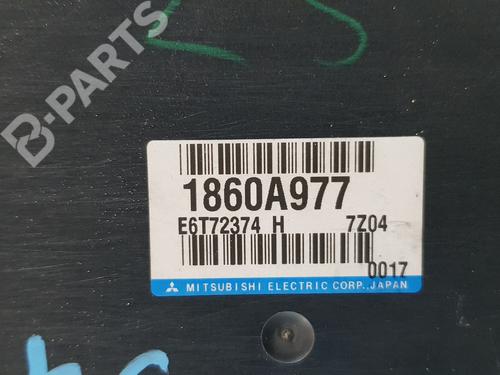 B-PARTS
1860A977
E6T72374 H 7Z04
0017
MITSUBISHI ELECTRIC CORP.,JAPAN